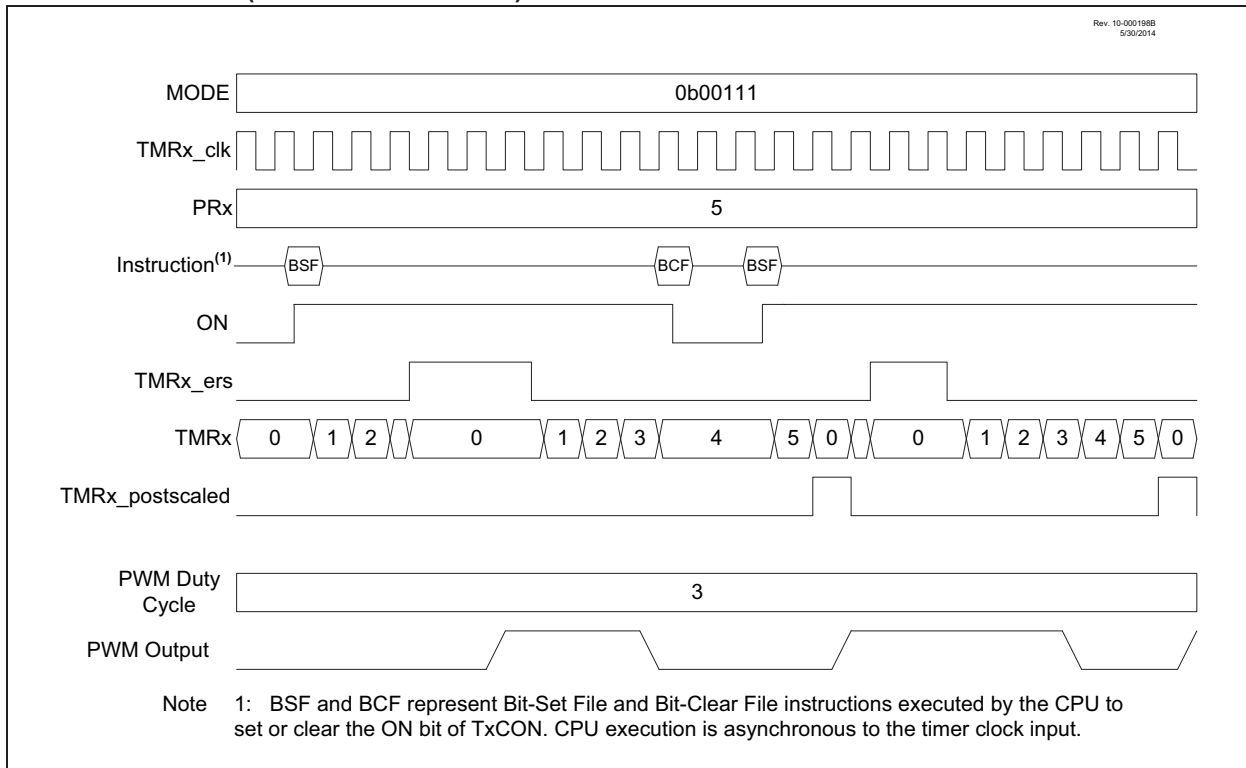 Rev. 10-000198B
5/30/2014
MODE 0b00111
TMRx_clk
PRx 5
Instruction(1) BSF BCF BSF
ON
TMRx_ers
TMRx 0 1 2 0 1 2 3 4 5 0 0 1 2 3 4 5 0
TMRx_postscaled
PWM Duty
Cycle 3
PWM Output
Note 1: BSF and BCF represent Bit-Set File and Bit-Clear File instructions executed by the CPU to
set or clear the ON bit of TxCON. CPU execution is asynchronous to the timer clock input.